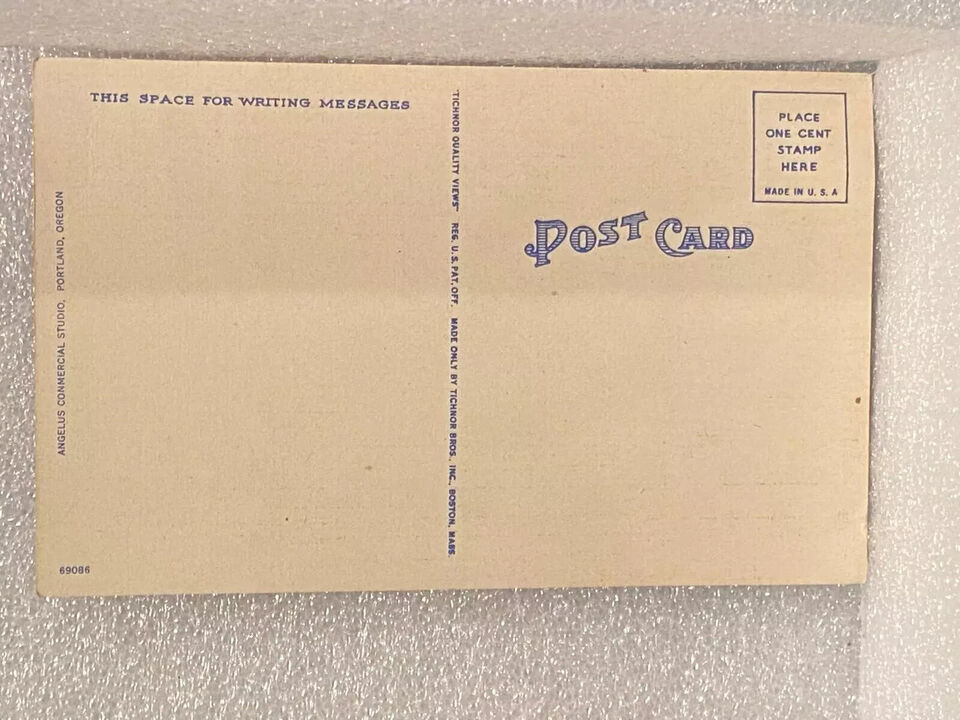 THIS SPACE FOR WRITING MESSAGES
ANGELUS COMMERCIAL STUDIO, PORTLAND, OREGON
69086
"TICHNOR QUALITY VIEWS" REG. U. S. PAT. OFF. MADE ONLY BY TICHNOR BROS., INC., BOSTON, MASS.
PLACE
ONE CENT
STAMP
HERE
MADE IN U. S. A
POST CARD